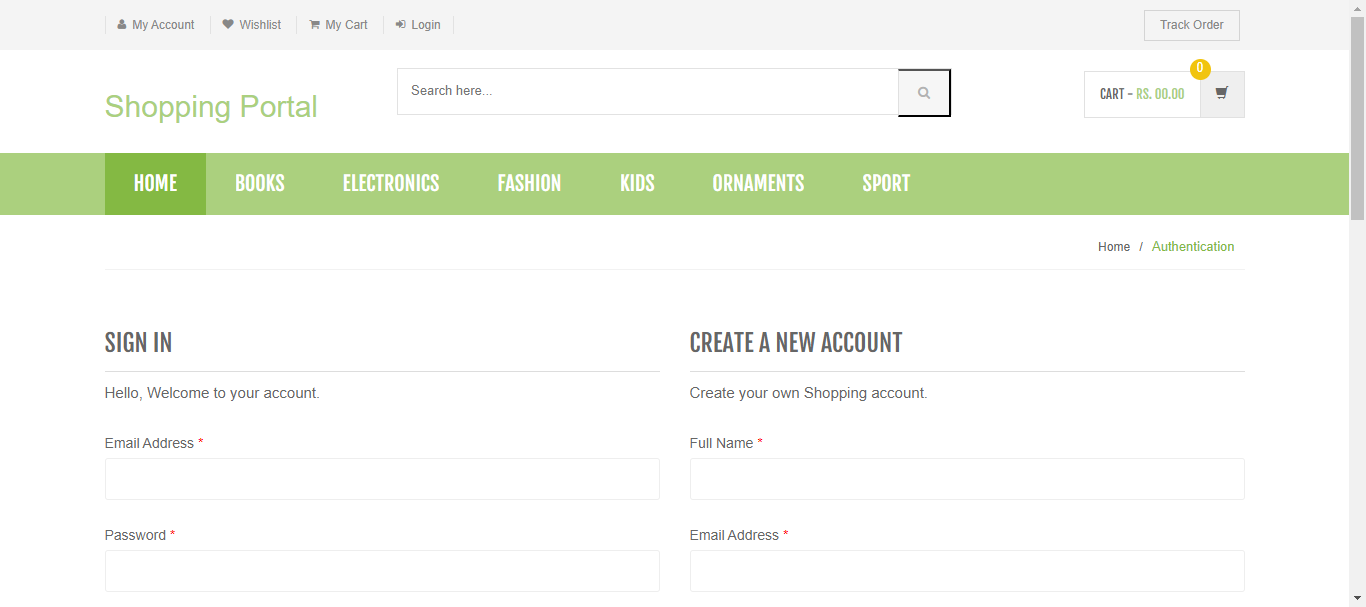 My Account Wishlist My Cart Login Track Order
0
Shopping Portal Search here... CART - RS. 00.00
HOME BOOKS ELECTRONICS FASHION KIDS ORNAMENTS SPORT
Home / Authentication
SIGN IN
Hello, Welcome to your account.
Email Address *
Password *
CREATE A NEW ACCOUNT
Create your own Shopping account.
Full Name *
Email Address *